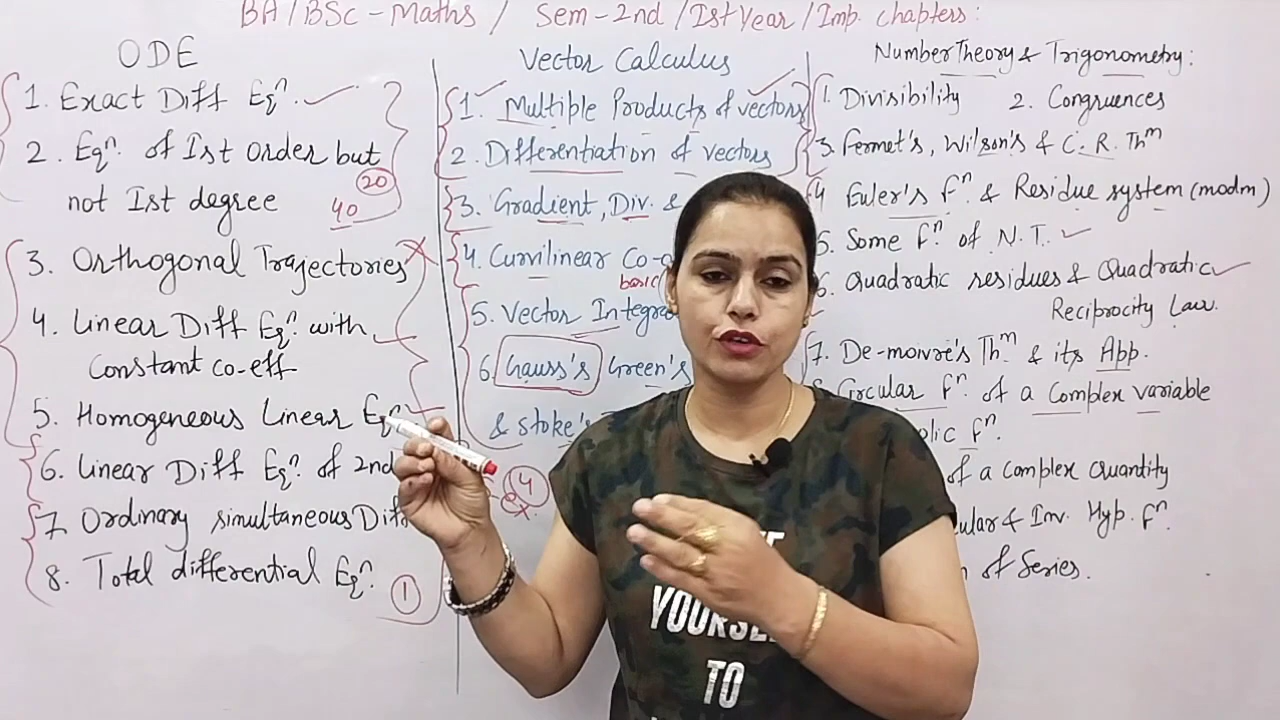 BA/BSc-Maths / Sem-2nd/Ist Year/Imp. chapters:
ODE
1. Exact Diff Eqⁿ.
2. Eqⁿ. of Ist Order but
not Ist degree
20
40
3. Orthogonal Trajectories
4. Linear Diff Eqⁿ with
Constant co-eff
5. Homogeneous Linear Eqⁿ
6. Linear Diff Eqⁿ. of 2nd
7. Ordinary simultaneous Diff
8. Total differential Eqⁿ.
1
Vector Calculus
1. Multiple Products of vectors
2. Differentiation of vectors
3. Gradient, Div. &
4. Curvilinear Co-o
basic
5. Vector Integra
6. Gauss's Green's
& stoke's
4
Number Theory & Trigonometry:
1. Divisibility 2. Congruences
3. Fermet's, Wilson's & C. R. Thᵐ
4 Euler's fⁿ. & Residue system (modm)
5. Some fⁿ. of N.T.
6. Quadratic residues & Quadratic
Reciprocity Law.
7. De-moivre's Thᵐ & its App.
8. Circular fⁿ. of a Complex variable
olic fⁿ.
of a complex quantity
ular & Inv. Hyp. fⁿ.
of Series.
YOURSE
TO